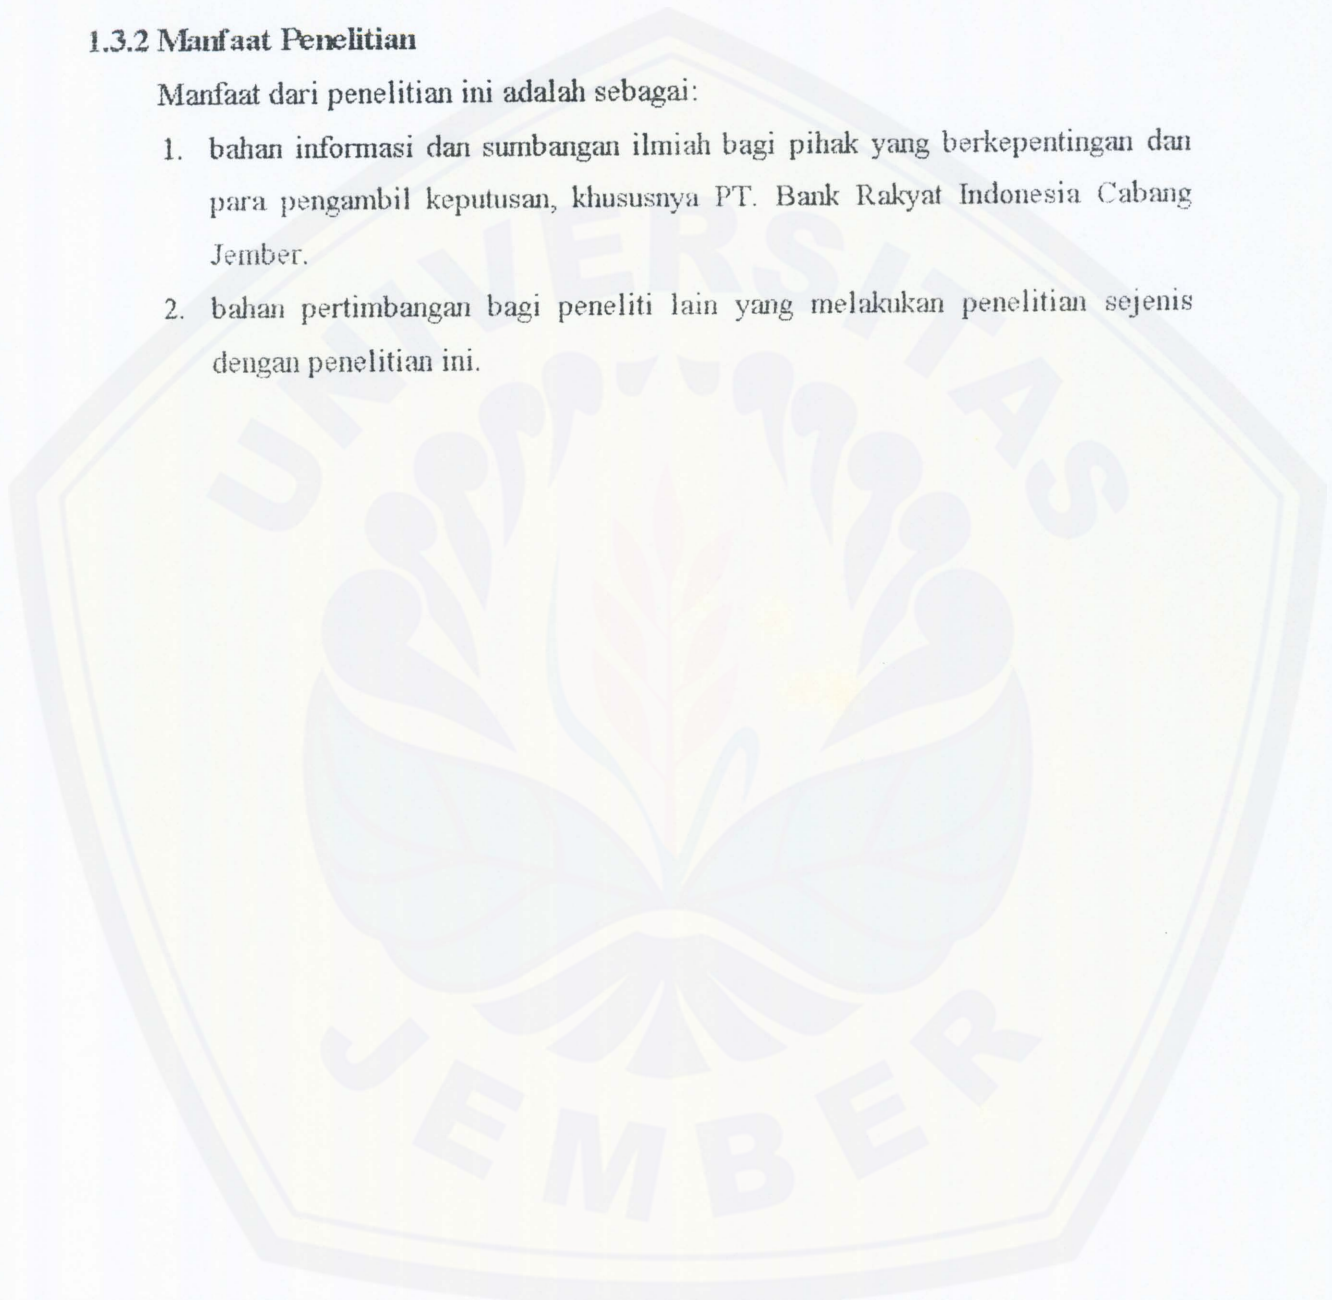 1.3.2 Manfaat Penelitian
Manfaat dari penelitian ini adalah sebagai:
1. bahan informasi dan sumbangan ilmiah bagi pihak yang berkepentingan dan
para pengambil keputusan, khususnya PT. Bank Rakyat Indonesia Cabang
Jember.
2. bahan pertimbangan bagi peneliti lain yang melakukan penelitian sejenis
dengan penelitian ini.
UNIVERSITAS
JEMBER